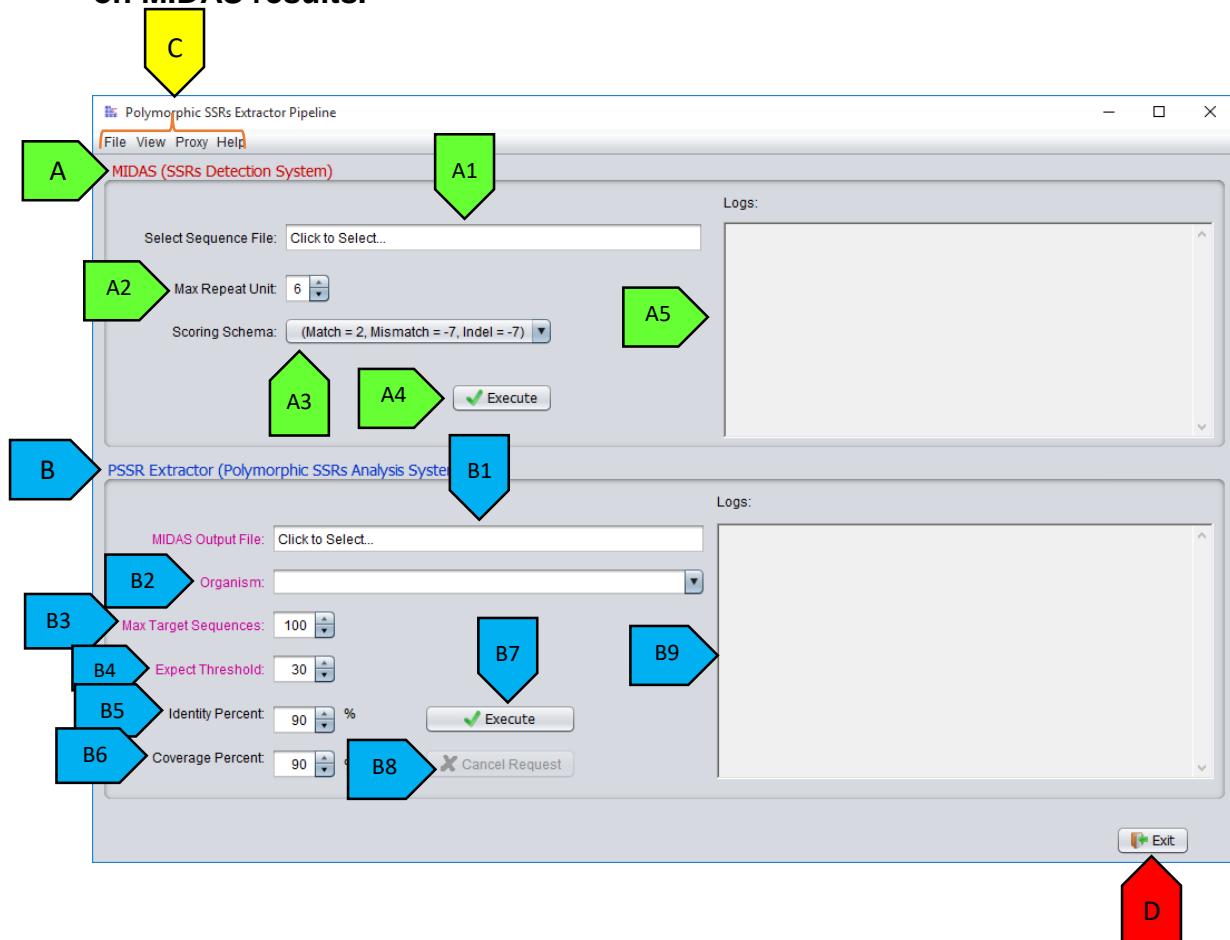 on MIDAS results.
C
Polymorphic SSRs Extractor Pipeline
File View Proxy Help
A
MIDAS (SSRs Detection System)
A1
Logs:
Select Sequence File: Click to Select...
A2
Max Repeat Unit: 6
A5
Scoring Schema: (Match = 2, Mismatch = -7, Indel = -7)
A3
A4
Execute
B
PSSR Extractor (Polymorphic SSRs Analysis System
B1
Logs:
MIDAS Output File: Click to Select...
B2
Organism:
B3
Max Target Sequences: 100
B4
Expect Threshold: 30
B7
B9
B5
Identity Percent: 90 %
Execute
B6
Coverage Percent: 90
B8
Cancel Request
Exit
D